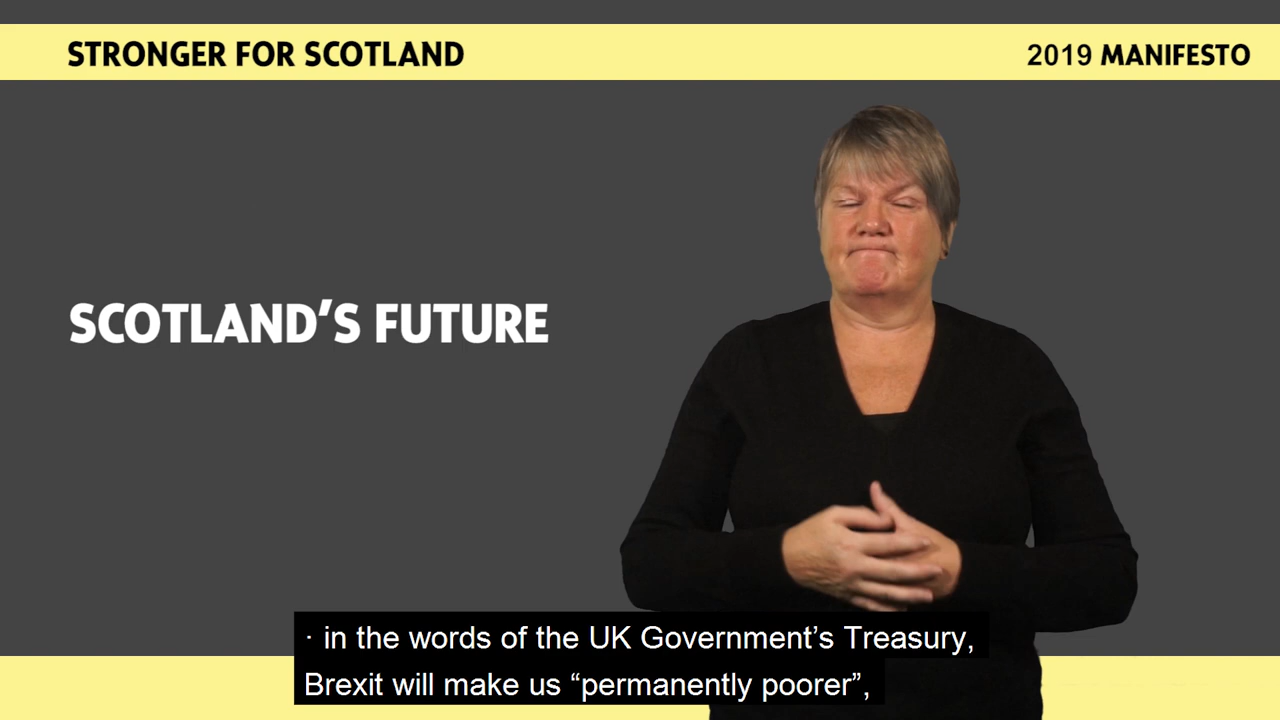 STRONGER FOR SCOTLAND
2019 MANIFESTO
SCOTLAND’S FUTURE
· in the words of the UK Government’s Treasury,
Brexit will make us “permanently poorer”,